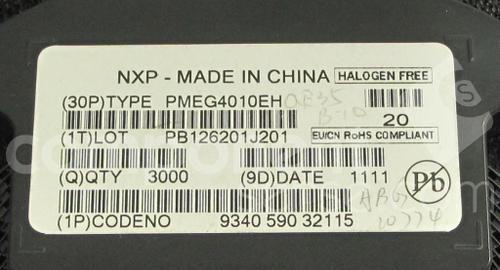 NXP - MADE IN CHINA HALOGEN FREE
(30P)TYPE PMEG4010EH
20
(1T)LOT PB126201J201
EU/CN RoHS COMPLIANT
(Q)QTY 3000 (9D)DATE 1111
Pb
(1P)CODENO 9340 590 32115